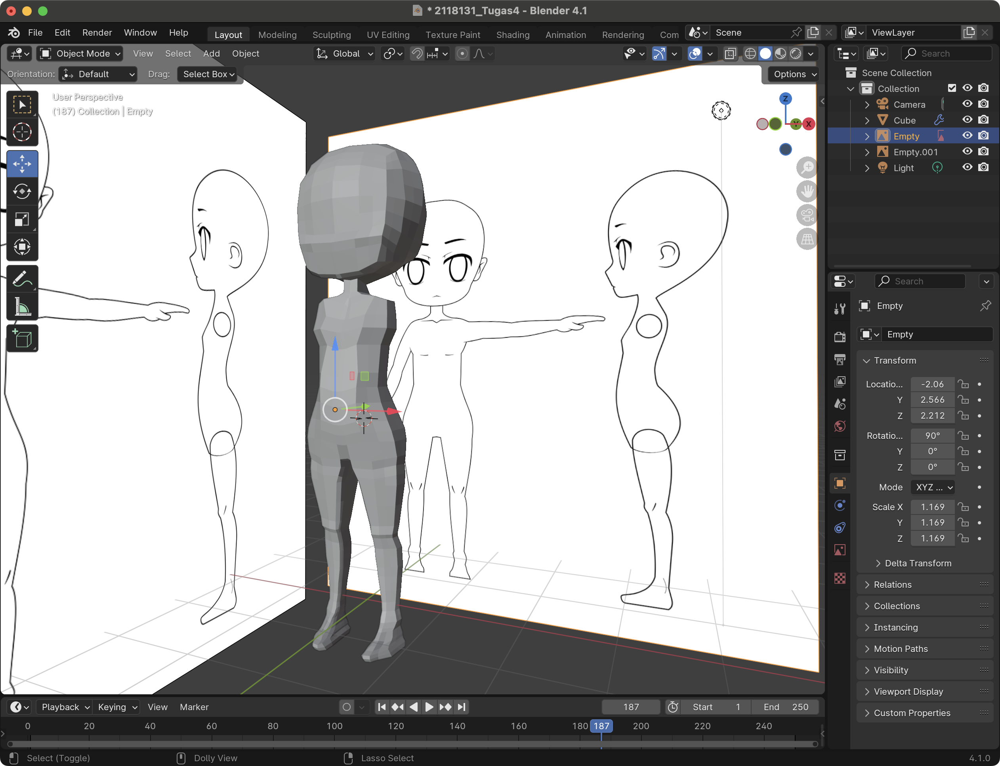 * 2118131_Tugas4 - Blender 4.1
File Edit Render Window Help Layout Modeling Sculpting UV Editing Texture Paint Shading Animation Rendering Com Scene ViewLayer
Object Mode View Select Add Object Global Search
Orientation: Default Drag: Select Box Options
User Perspective
(187) Collection | Empty
Z
Y X
Scene Collection
Collection
Camera
Cube
Empty
Empty.001
Light
Search
Empty
Empty
Transform
Locatio... -2.06
Y 2.566
Z 2.212
Rotatio... 90°
Y 0°
Z 0°
Mode XYZ ...
Scale X 1.169
Y 1.169
Z 1.169
Delta Transform
Relations
Collections
Instancing
Motion Paths
Visibility
Viewport Display
Custom Properties
Playback Keying View Marker 187 Start 1 End 250
0 20 40 60 80 100 120 140 160 180 187 200 220 240
Select (Toggle) Dolly View Lasso Select 4.1.0